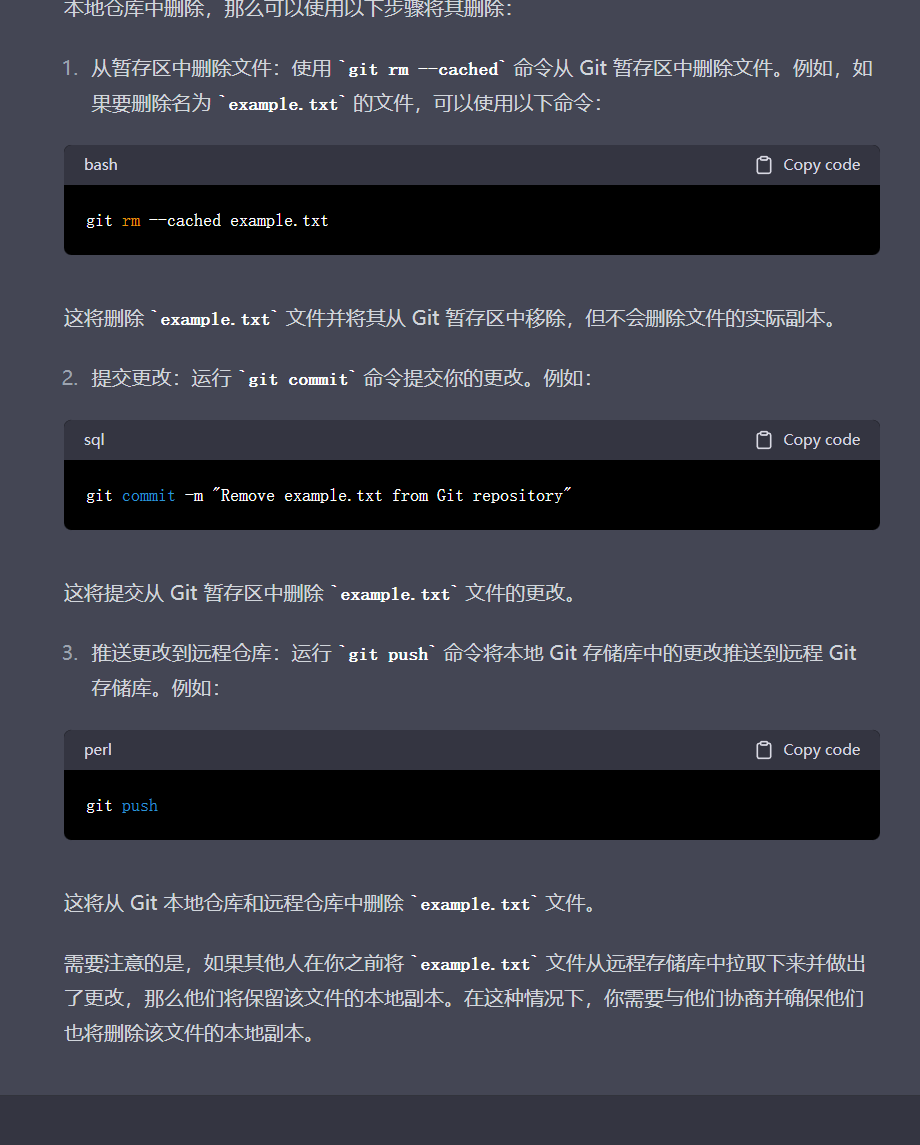 本地仓库中删除，那么可以使用以下步骤将其删除：
1. 从暂存区中删除文件：使用 `git rm --cached` 命令从 Git 暂存区中删除文件。例如，如
果要删除名为 `example.txt` 的文件，可以使用以下命令：
bash Copy code
git rm --cached example.txt
这将删除 `example.txt` 文件并将其从 Git 暂存区中移除，但不会删除文件的实际副本。
2. 提交更改：运行 `git commit` 命令提交你的更改。例如：
sql Copy code
git commit -m "Remove example.txt from Git repository"
这将提交从 Git 暂存区中删除 `example.txt` 文件的更改。
3. 推送更改到远程仓库：运行 `git push` 命令将本地 Git 存储库中的更改推送到远程 Git
存储库。例如：
perl Copy code
git push
这将从 Git 本地仓库和远程仓库中删除 `example.txt` 文件。
需要注意的是，如果其他人在你之前将 `example.txt` 文件从远程存储库中拉取下来并做出
了更改，那么他们将保留该文件的本地副本。在这种情况下，你需要与他们协商并确保他们
也将删除该文件的本地副本。